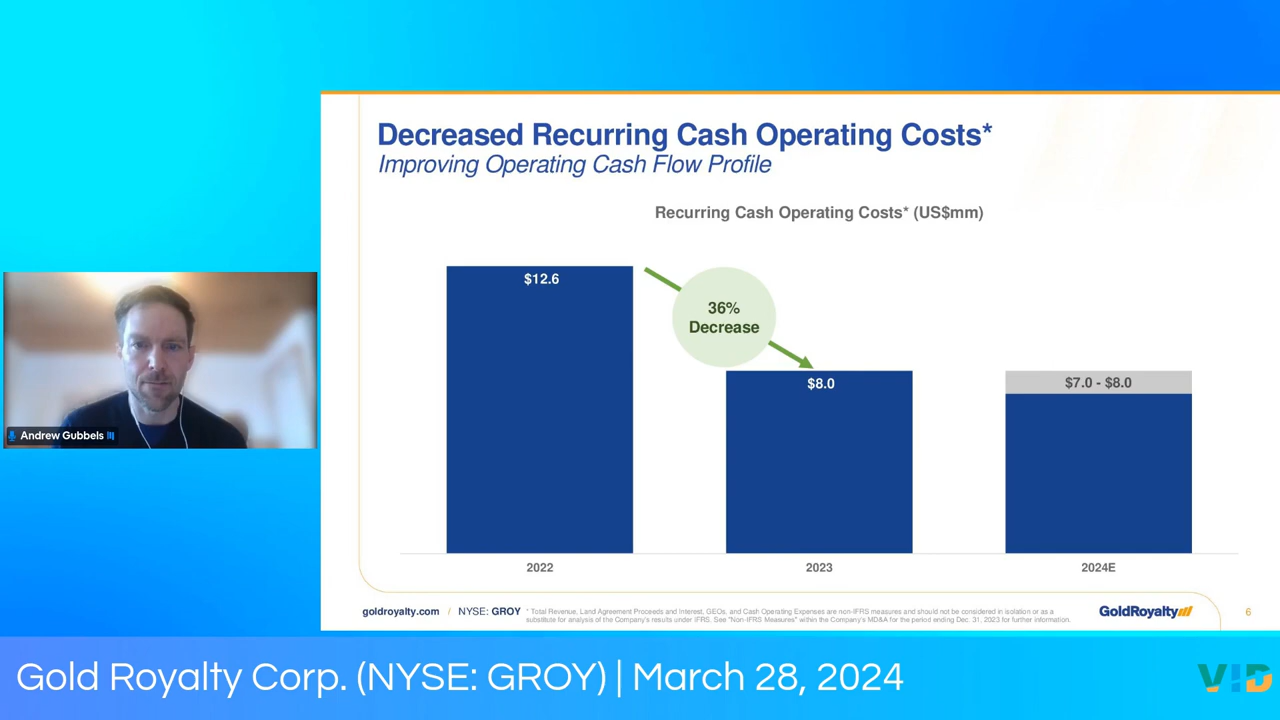 Decreased Recurring Cash Operating Costs*
Improving Operating Cash Flow Profile
Recurring Cash Operating Costs* (US$mm)
$12.6
36%
Decrease
$8.0
$7.0 - $8.0
Andrew Gubbels
2022
2023
2024E
goldroyalty.com / NYSE: GROY
* Total Revenue, Land Agreement Proceeds and Interest, GEOs, and Cash Operating Expenses are non-IFRS measures and should not be considered in isolation or as a
substitute for analysis of the Company's results under IFRS. See "Non-IFRS Measures" within the Company's MD&A for the period ending Dec. 31, 2023 for further information.
GoldRoyalty
6
Gold Royalty Corp. (NYSE: GROY) | March 28, 2024
VID